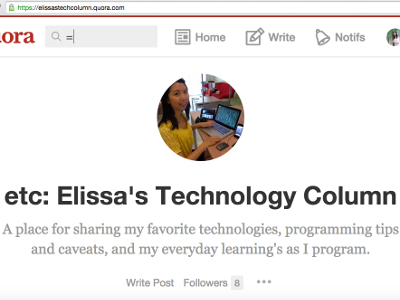 https://elissastechcolumn.quora.com
uora = Home Write Notifs
etc: Elissa's Technology Column
A place for sharing my favorite technologies, programming tips
and caveats, and my everyday learning's as I program.
Write Post Followers 8